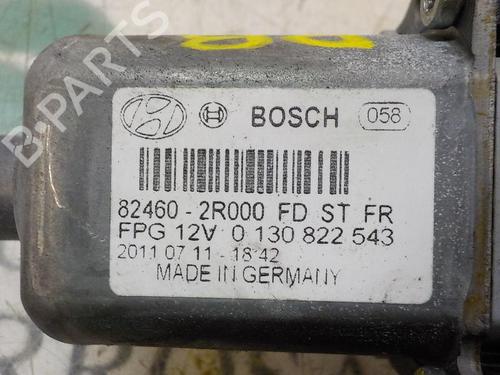 BOSCH 058
82460 - 2R000 FD ST FR
FPG 12V 0 130 822 543
2011 07 11 - 18:42
MADE IN GERMANY
B-PARTS